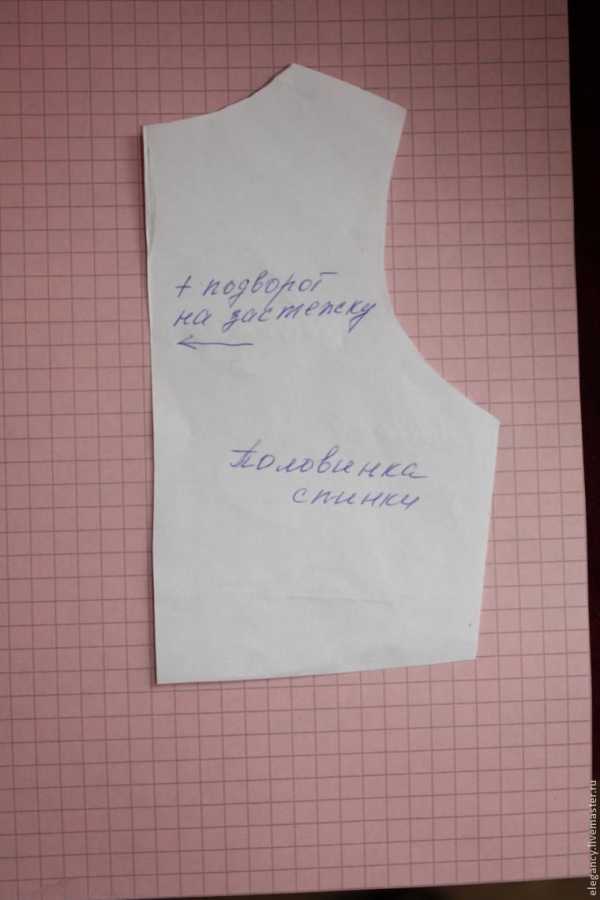 + подворот
на застежку
Половинка
спинки
elegancy.livemaster.ru